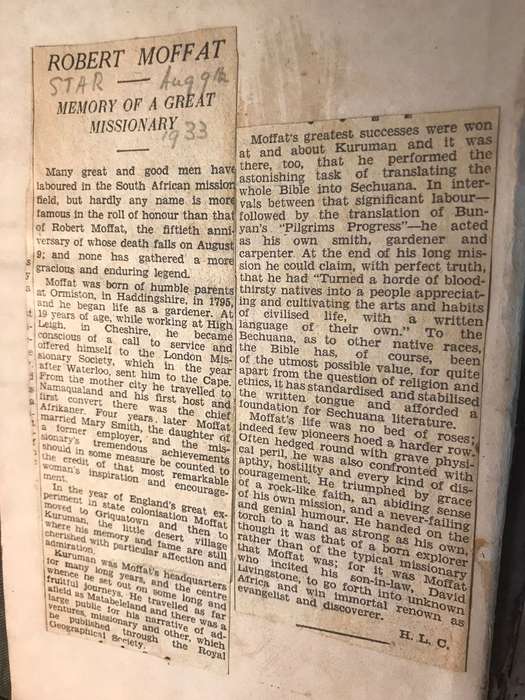 ROBERT MOFFAT
STAR Aug 9th
MEMORY OF A GREAT
MISSIONARY
1933
Many great and good men have
laboured in the South African mission
field, but hardly any name is more
famous in the roll of honour than that
of Robert Moffat, the fiftieth anni-
versary of whose death falls on August
9; and none has gathered a more
gracious and enduring legend.
Moffat was born of humble parents
at Ormiston, in Haddingshire, in 1795,
and he began life as a gardener. At
19 years of age, while working at High
Leigh, in Cheshire, he became
conscious of a call to service and
offered himself to the London Mis-
sionary Society, which in the year
after Waterloo, sent him to the Cape.
From the mother city he travelled to
Namaqualand and his first host and
first convert there was the chief
Afrikaner. Four years later Moffat
married Mary Smith, the daughter of
a former employer, and the mis-
sionary's tremendous achievements
should in some measure be counted to
the credit of that most remarkable
woman's inspiration and encourage-
ment.
In the year of England's great ex-
periment in state colonisation Moffat
moved to Griquatown and then to
Kuruman, the little desert village
where his memory and fame are still
cherished with particular affection and
admiration.
Kuruman was Moffat's headquarters
for many long years, and the centre
whence he set out on some long and
fruitful journeys. He travelled as far
afield as Matabeleland and there was a
large public for his narrative of ad-
ventures, missionary and other, which
he published through the Royal
Geographical Society.
Moffat's greatest successes were won
at and about Kuruman and it was
there, too, that he performed the
astonishing task of translating the
whole Bible into Sechuana. In inter-
vals between that significant labour—
followed by the translation of Bun-
yan's "Pilgrims Progress"—he acted
as his own smith, gardener and
carpenter. At the end of his long mis-
sion he could claim, with perfect truth,
that he had "Turned a horde of blood-
thirsty natives into a people appreciat-
ing and cultivating the arts and habits
of civilised life, with a written
language of their own." To the
Bechuana, as to other native races,
the Bible has, of course, been
of the utmost possible value, for quite
apart from the question of religion and
ethics, it has standardised and stabilised
the written tongue and afforded a
foundation for Sechuana literature.
Moffat's life was no bed of roses;
indeed few pioneers hoed a harder row.
Often hedged round with grave physi-
cal peril, he was also confronted with
apathy, hostility and every kind of dis-
couragement. He triumphed by grace
of a rock-like faith, an abiding sense
of his own mission, and a never-failing
and genial humour. He handed on the
torch to a hand as strong as his own,
though it was that of a born explorer
rather than of the typical missionary
that Moffat was; for it was Moffat
who incited his son-in-law, David
Livingstone, to go forth into unknown
Africa and win immortal renown as
evangelist and discoverer.
H. L. C.